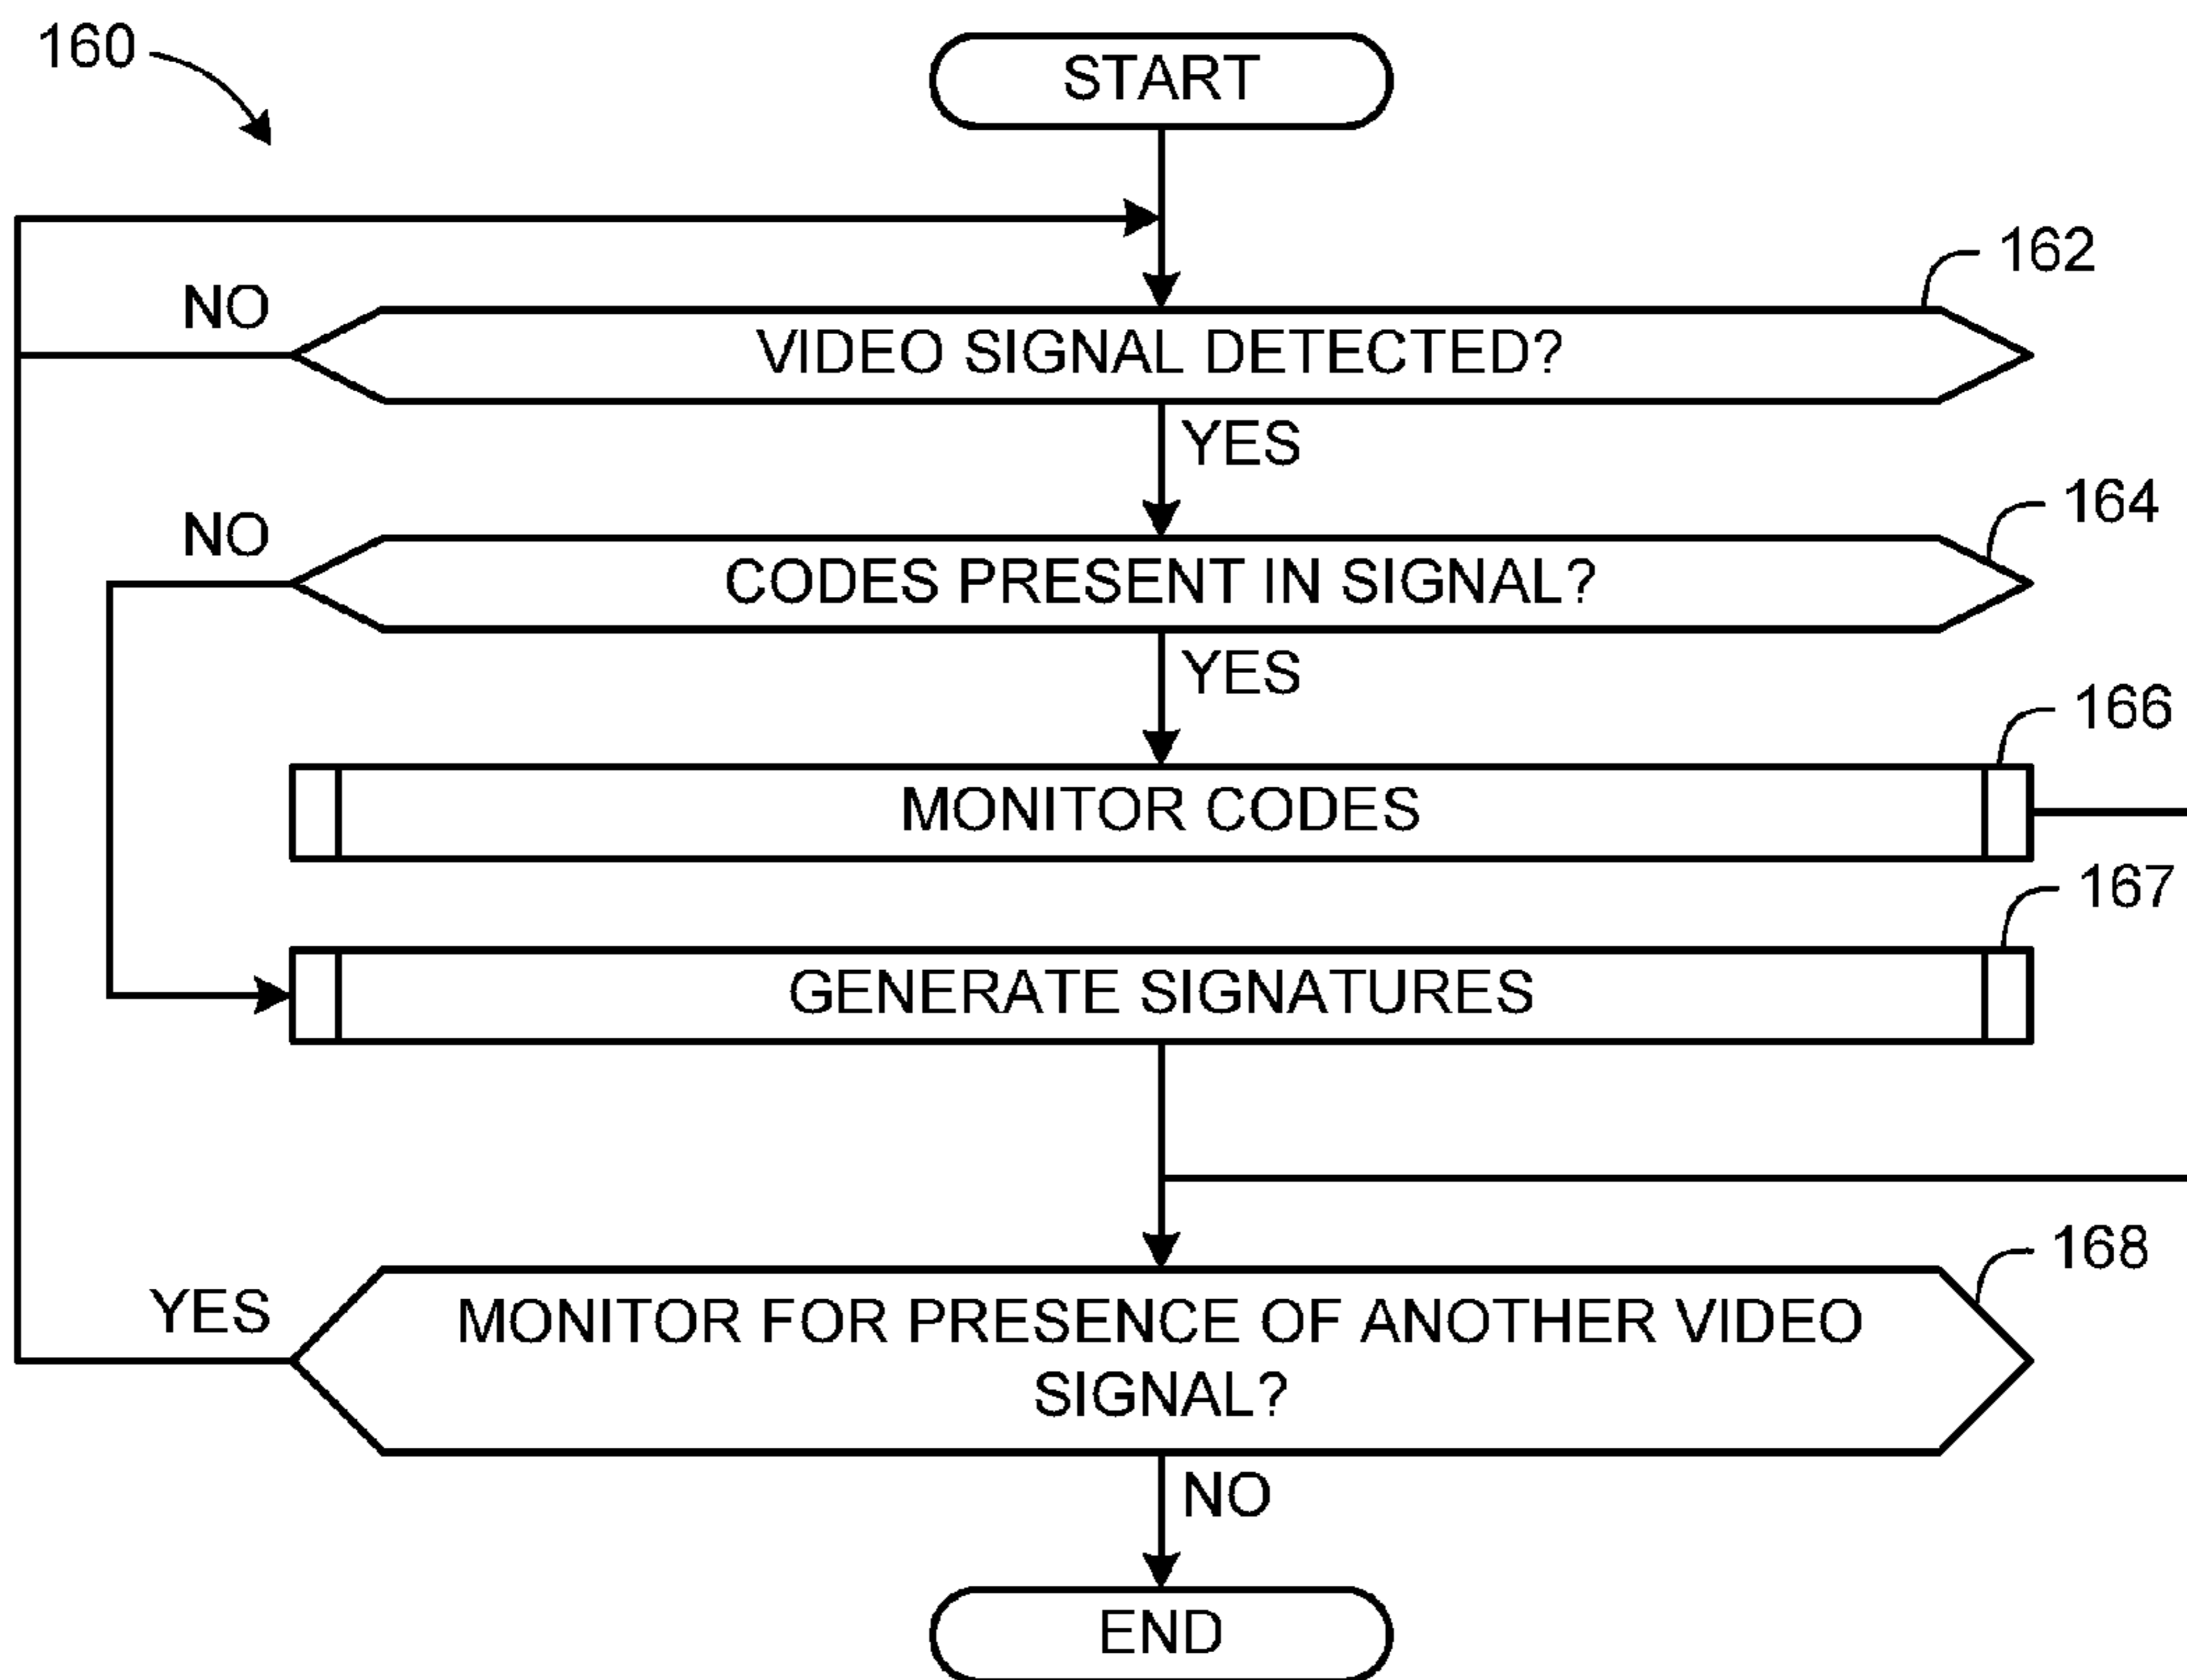 160
START
162
NO
VIDEO SIGNAL DETECTED?
YES
164
NO
CODES PRESENT IN SIGNAL?
YES
166
MONITOR CODES
167
GENERATE SIGNATURES
168
YES
MONITOR FOR PRESENCE OF ANOTHER VIDEO
SIGNAL?
NO
END